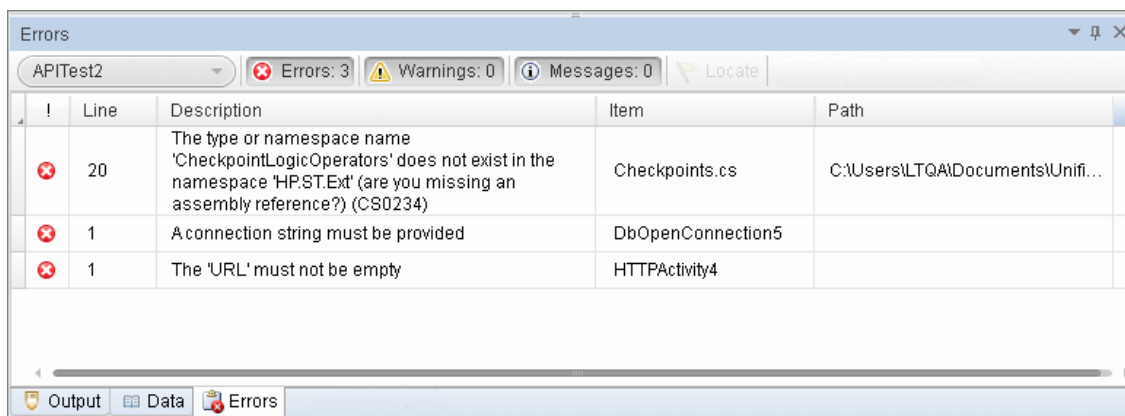 Errors
APITest2 Errors: 3 Warnings: 0 Messages: 0 Locate
! Line Description Item Path
20 The type or namespace name
'CheckpointLogicOperators' does not exist in the
namespace 'HP.ST.Ext' (are you missing an
assembly reference?) (CS0234)
Checkpoints.cs C:\Users\LTQA\Documents\Unifi...
1 A connection string must be provided DbOpenConnection5
1 The 'URL' must not be empty HTTPActivity4
Output Data Errors